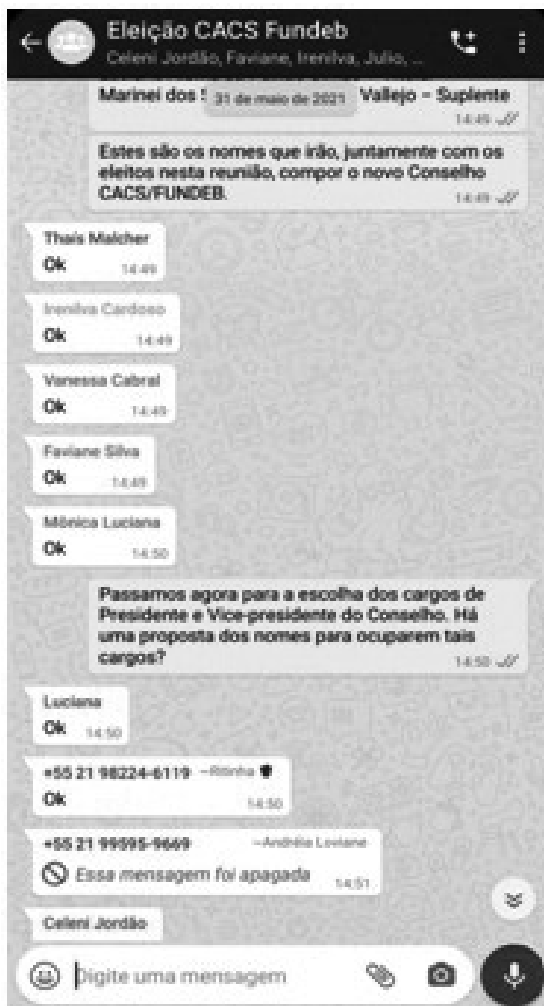 Eleição CACS Fundeb
Celeni Jordão, Faviane, Irenilva, Julio, ...
Marinei dos
31 de maio de 2021
Vallejo – Suplente
14:49
Estes são os nomes que irão, juntamente com os
eleitos nesta reunião, compor o novo Conselho
CACS/FUNDEB.
14:49
Thais Malcher
Ok 14:49
Irenilva Cardoso
Ok 14:49
Vanessa Cabral
Ok 14:49
Faviane Silva
Ok 14:49
Mônica Luciana
Ok 14:50
Passamos agora para a escolha dos cargos de
Presidente e Vice-presidente do Conselho. Há
uma proposta dos nomes para ocuparem tais
cargos?
14:50
Luciana
Ok 14:50
+55 21 98224-6119 ~Ritinha
Ok 14:50
+55 21 99595-9669 ~Andréia Loviane
Essa mensagem foi apagada 14:51
Celeni Jordão
Digite uma mensagem